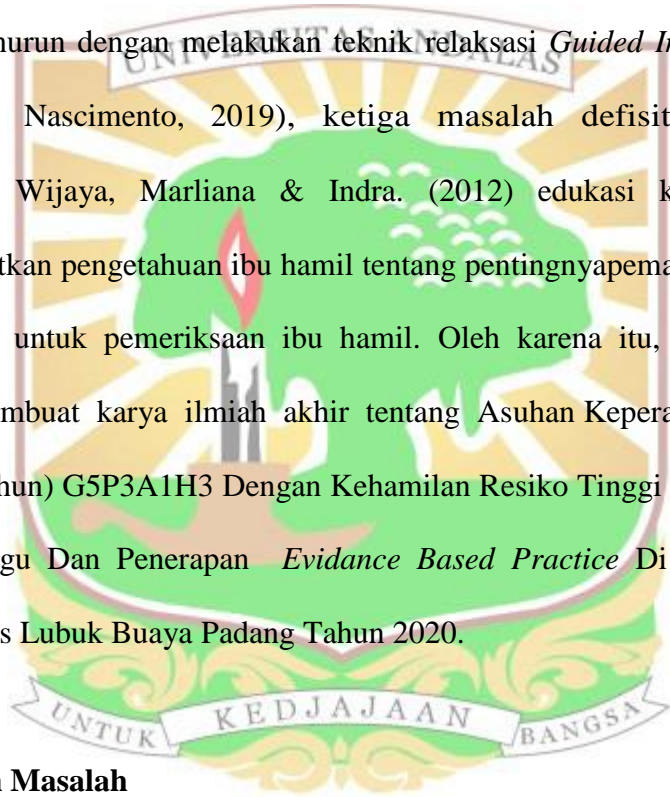 UNIVERSITAS ANDALAS
nurun dengan melakukan teknik relaksasi Guided In
Nascimento, 2019), ketiga masalah defisit
Wijaya, Marliana & Indra. (2012) edukasi k
tkan pengetahuan ibu hamil tentang pentingnyapema
untuk pemeriksaan ibu hamil. Oleh karena itu,
mbuat karya ilmiah akhir tentang Asuhan Kepera
hun) G5P3A1H3 Dengan Kehamilan Resiko Tinggi
gu Dan Penerapan Evidance Based Practice Di
s Lubuk Buaya Padang Tahun 2020.
UNTUK KEDJAJAAN BANGSA
n Masalah